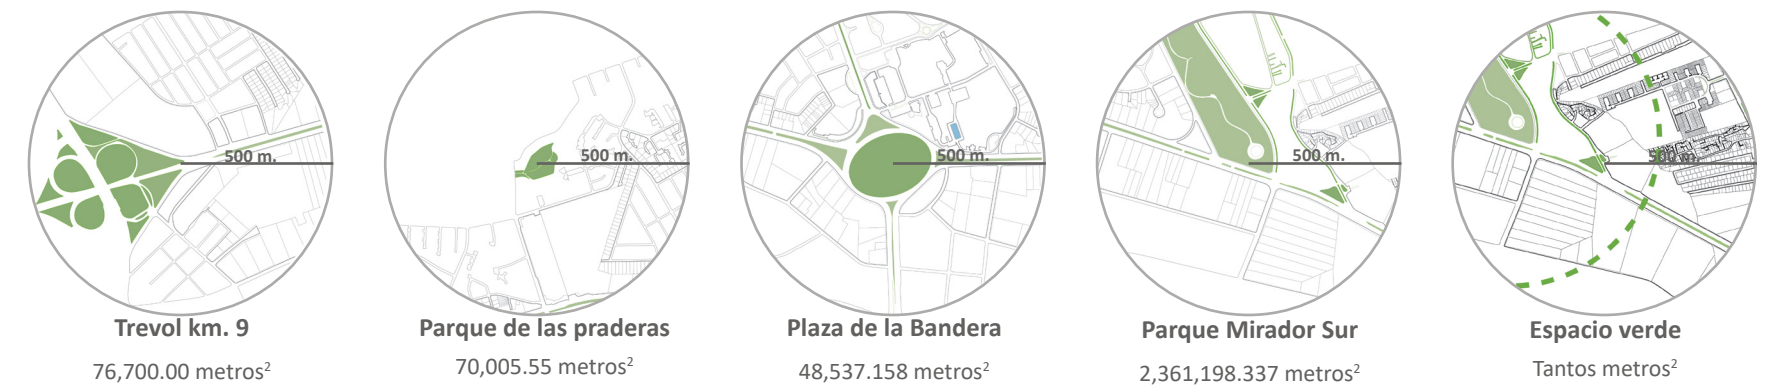 500 m.
500 m.
500 m.
500 m.
500 m.
Trevol km. 9
Parque de las praderas
Plaza de la Bandera
Parque Mirador Sur
Espacio verde
76,700.00 metros²
70,005.55 metros²
48,537.158 metros²
2,361,198.337 metros²
Tantos metros²